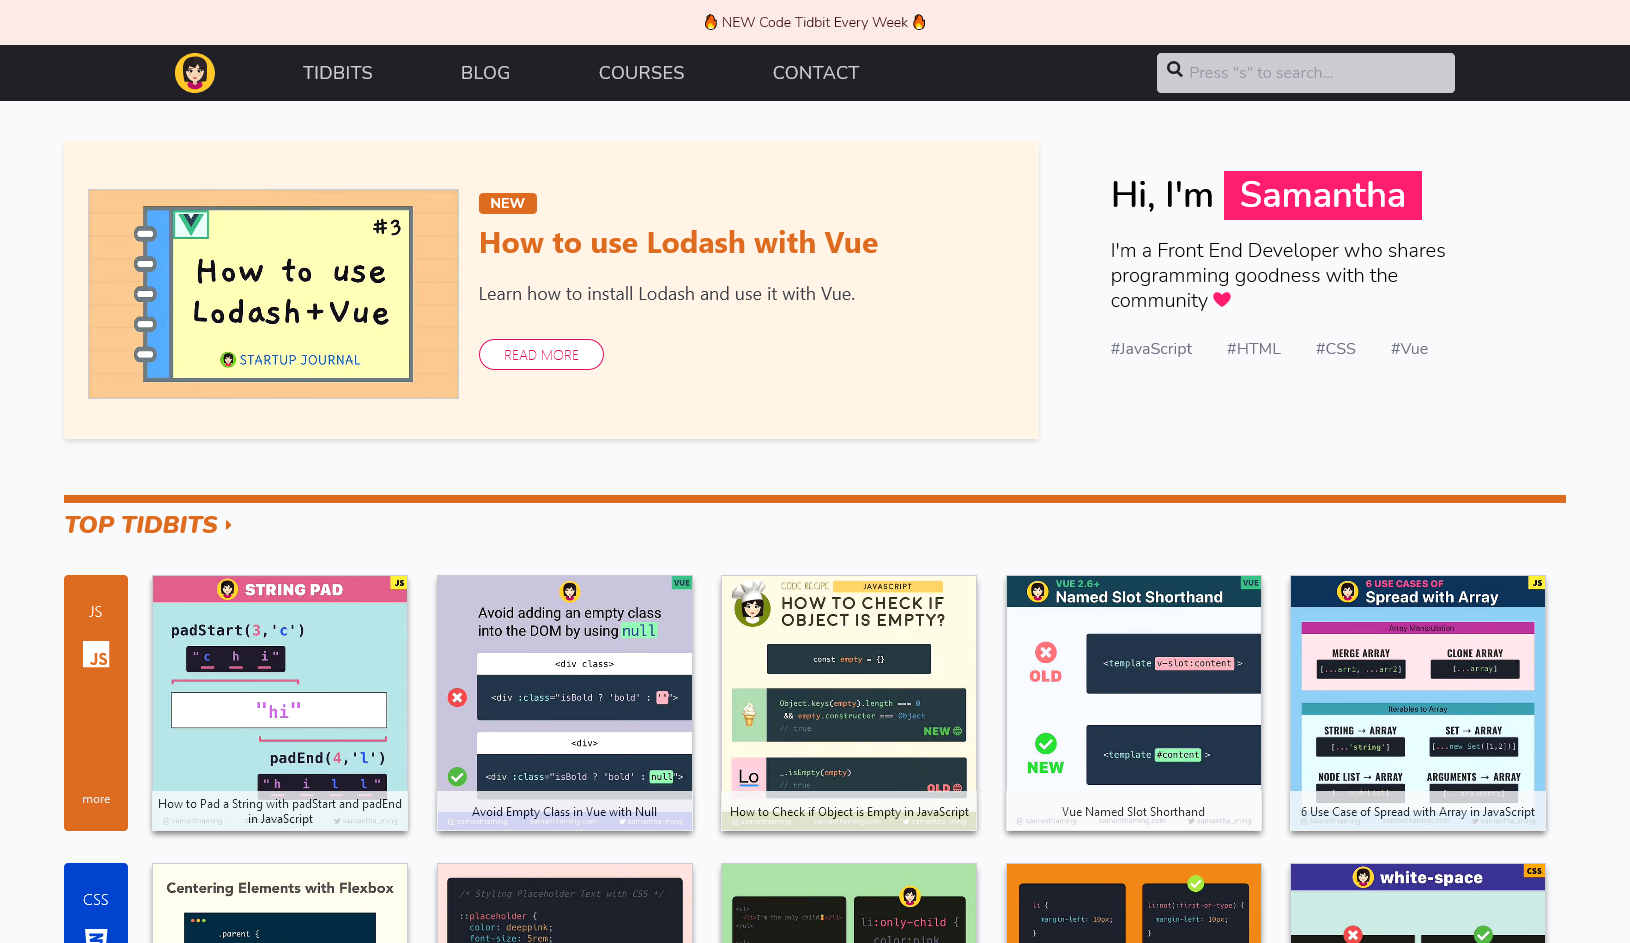 NEW Code Tidbit Every Week
TIDBITS
BLOG
COURSES
CONTACT
Press "s" to search...
#3
How to use
Lodash+Vue
STARTUP JOURNAL
NEW
How to use Lodash with Vue
Learn how to install Lodash and use it with Vue.
READ MORE
Hi, I'm Samantha
I'm a Front End Developer who shares
programming goodness with the
community
#JavaScript #HTML #CSS #Vue
TOP TIDBITS
JS
JS
more
STRING PAD
JS
padStart(3,'c')
"c h i"
"hi"
padEnd(4,'l')
"h i l l"
How to Pad a String with padStart and padEnd
in JavaScript
VUE
Avoid adding an empty class
into the DOM by using null
<div class>
<div :class="isBold ? 'bold' : ''">
<div>
<div :class="isBold ? 'bold' : null">
Avoid Empty Class in Vue with Null
CODE RECIPE JAVASCRIPT
HOW TO CHECK IF
OBJECT IS EMPTY?
const empty = {}
Object.keys(empty).length === 0
&& empty.constructor === Object
// true
NEW
Lo
_.isEmpty(empty)
// true
OLD
How to Check if Object is Empty in JavaScript
VUE 2.6+
Named Slot Shorthand
VUE
OLD
<template v-slot:content >
NEW
<template #content >
Vue Named Slot Shorthand
6 USE CASES OF
Spread with Array
JS
Array Manipulation
MERGE ARRAY
[...arr1, ...arr2]
CLONE ARRAY
[...array]
Iterables to Array
STRING → ARRAY
[...'string']
SET → ARRAY
[...new Set([1,2])]
NODE LIST → ARRAY
[...nodeList]
ARGUMENTS → ARRAY
6 Use Case of Spread with Array in JavaScript
CSS
Centering Elements with Flexbox
.parent {
/* Styling Placeholder Text with CSS */
::placeholder {
color: deeppink;
font-size: 5rem;
<ul>
<li>I'm the only child</li>
</ul>
li:only-child {
color:pink
li {
margin-left: 10px;
}
li:not(:first-of-type) {
margin-left: 10px;
}
white-space
CSS